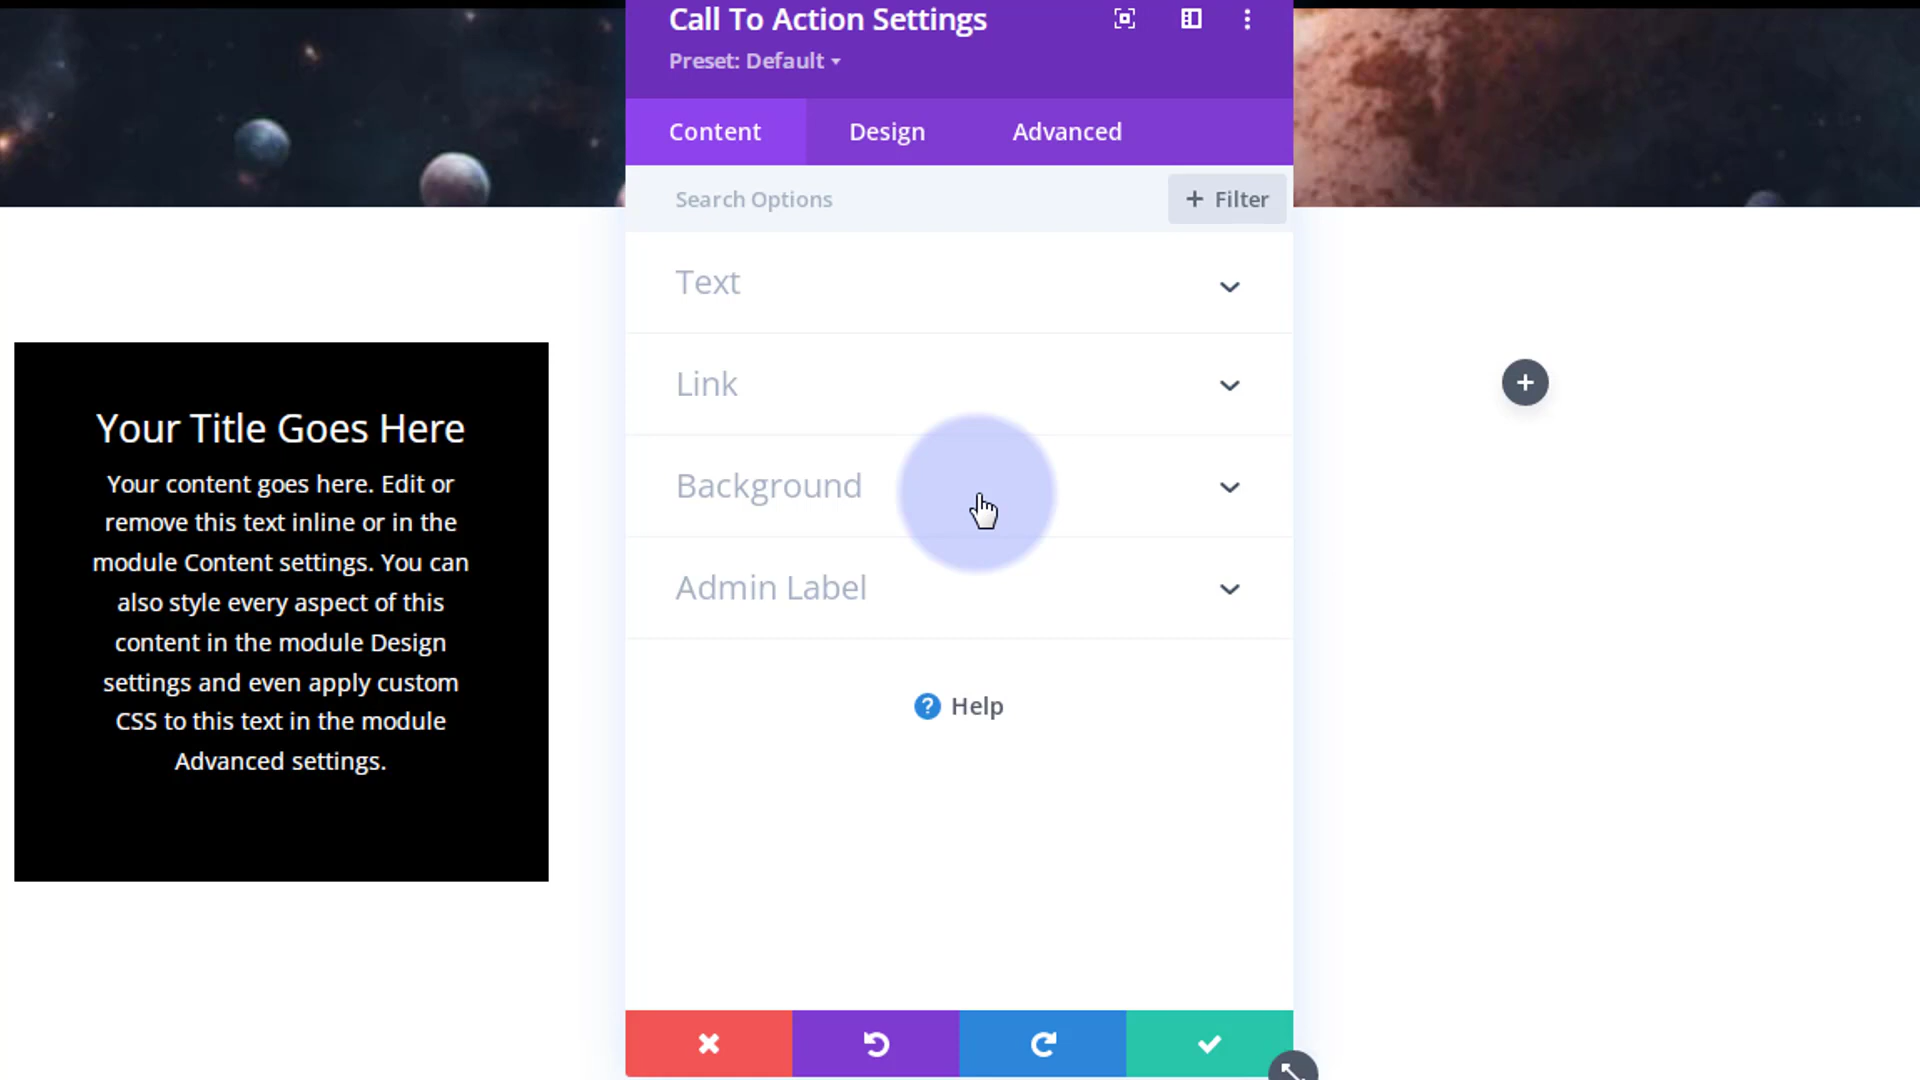 Call To Action Settings
Preset: Default
Content Design Advanced
Search Options
+ Filter
Text
Link
Background
Admin Label
? Help
Your Title Goes Here
Your content goes here. Edit or
remove this text inline or in the
module Content settings. You can
also style every aspect of this
content in the module Design
settings and even apply custom
CSS to this text in the module
Advanced settings.